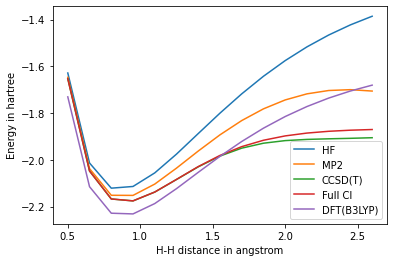 Energy in hartree
−1.4
−1.6
−1.8
−2.0
−2.2
0.5
1.0
1.5
2.0
2.5
H-H distance in angstrom
HF
MP2
CCSD(T)
Full CI
DFT(B3LYP)